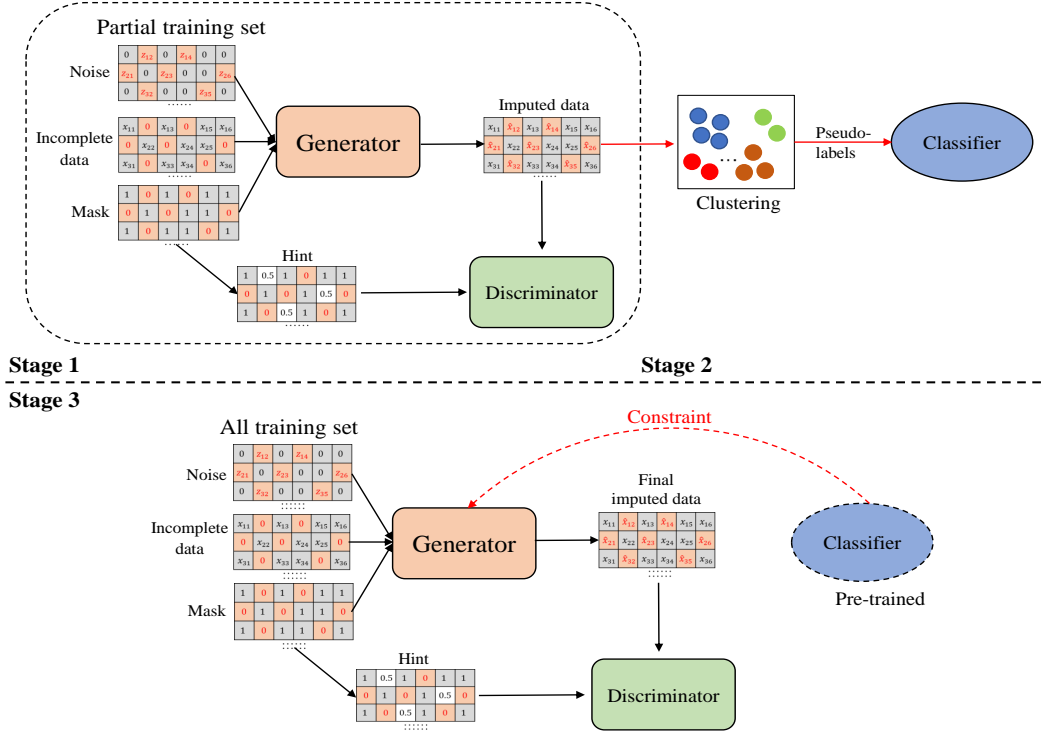 Partial training set
Noise
0 z12 0 z14 0 0
z21 0 z23 0 0 z26
0 z32 0 0 z35 0
......
Incomplete
data
x11 0 x13 0 x15 x16
0 x22 0 x24 x25 0
x31 0 x33 x34 0 x36
......
Mask
1 0 1 0 1 1
0 1 0 1 1 0
1 0 1 1 0 1
......
Generator
Imputed data
x11 x̂12 x13 x̂14 x15 x16
x̂21 x22 x̂23 x24 x25 x̂26
x31 x̂32 x33 x34 x̂35 x36
......
Hint
1 0.5 1 0 1 1
0 1 0 1 0.5 0
1 0 0.5 1 0 1
......
Discriminator
...
Clustering
Pseudo-
labels
Classifier
Stage 1
Stage 2
Stage 3
All training set
Noise
0 z12 0 z14 0 0
z21 0 z23 0 0 z26
0 z32 0 0 z35 0
......
Incomplete
data
x11 0 x13 0 x15 x16
0 x22 0 x24 x25 0
x31 0 x33 x34 0 x36
......
Mask
1 0 1 0 1 1
0 1 0 1 1 0
1 0 1 1 0 1
......
Generator
Constraint
Final
imputed data
x11 x̂12 x13 x̂14 x15 x16
x̂21 x22 x̂23 x24 x25 x̂26
x31 x̂32 x33 x34 x̂35 x36
......
Classifier
Pre-trained
Hint
1 0.5 1 0 1 1
0 1 0 1 0.5 0
1 0 0.5 1 0 1
......
Discriminator